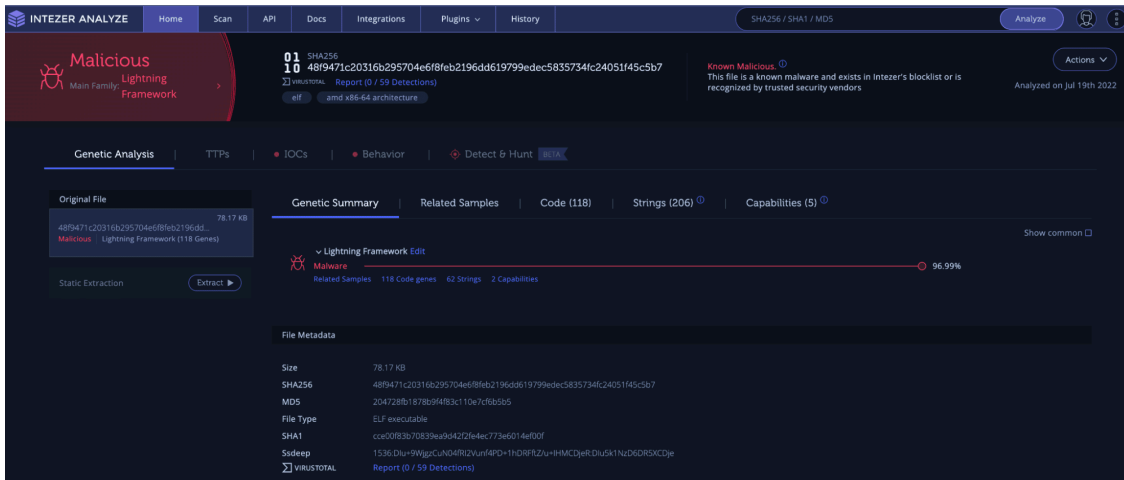 INTEZER ANALYZE Home Scan API Docs Integrations Plugins History SHA256 / SHA1 / MD5 Analyze
Malicious
Main Family: Lightning Framework
01 10 SHA256
48f9471c20316b295704e6f8feb2196dd619799edec5835734fc24051f45c5b7
VIRUSTOTAL Report (0 / 59 Detections)
elf amd x86-64 architecture
Known Malicious.
This file is a known malware and exists in Intezer's blocklist or is
recognized by trusted security vendors
Actions
Analyzed on Jul 19th 2022
Genetic Analysis | TTPs | IOCs | Behavior | Detect & Hunt BETA
Original File
78.17 KB
48f9471c20316b295704e6f8feb2196dd...
Malicious | Lightning Framework (118 Genes)
Static Extraction Extract
Genetic Summary | Related Samples | Code (118) | Strings (206) | Capabilities (5)
Show common
Lightning Framework Edit
Malware 96.99%
Related Samples 118 Code genes 62 Strings 2 Capabilities
File Metadata
Size 78.17 KB
SHA256 48f9471c20316b295704e6f8feb2196dd619799edec5835734fc24051f45c5b7
MD5 204728fb1878b9f4f83c110e7cf6b5b5
File Type ELF executable
SHA1 cce00f83b70839ea9d42f2fe4ec773e6014ef00f
Ssdeep
VIRUSTOTAL Report (0 / 59 Detections)